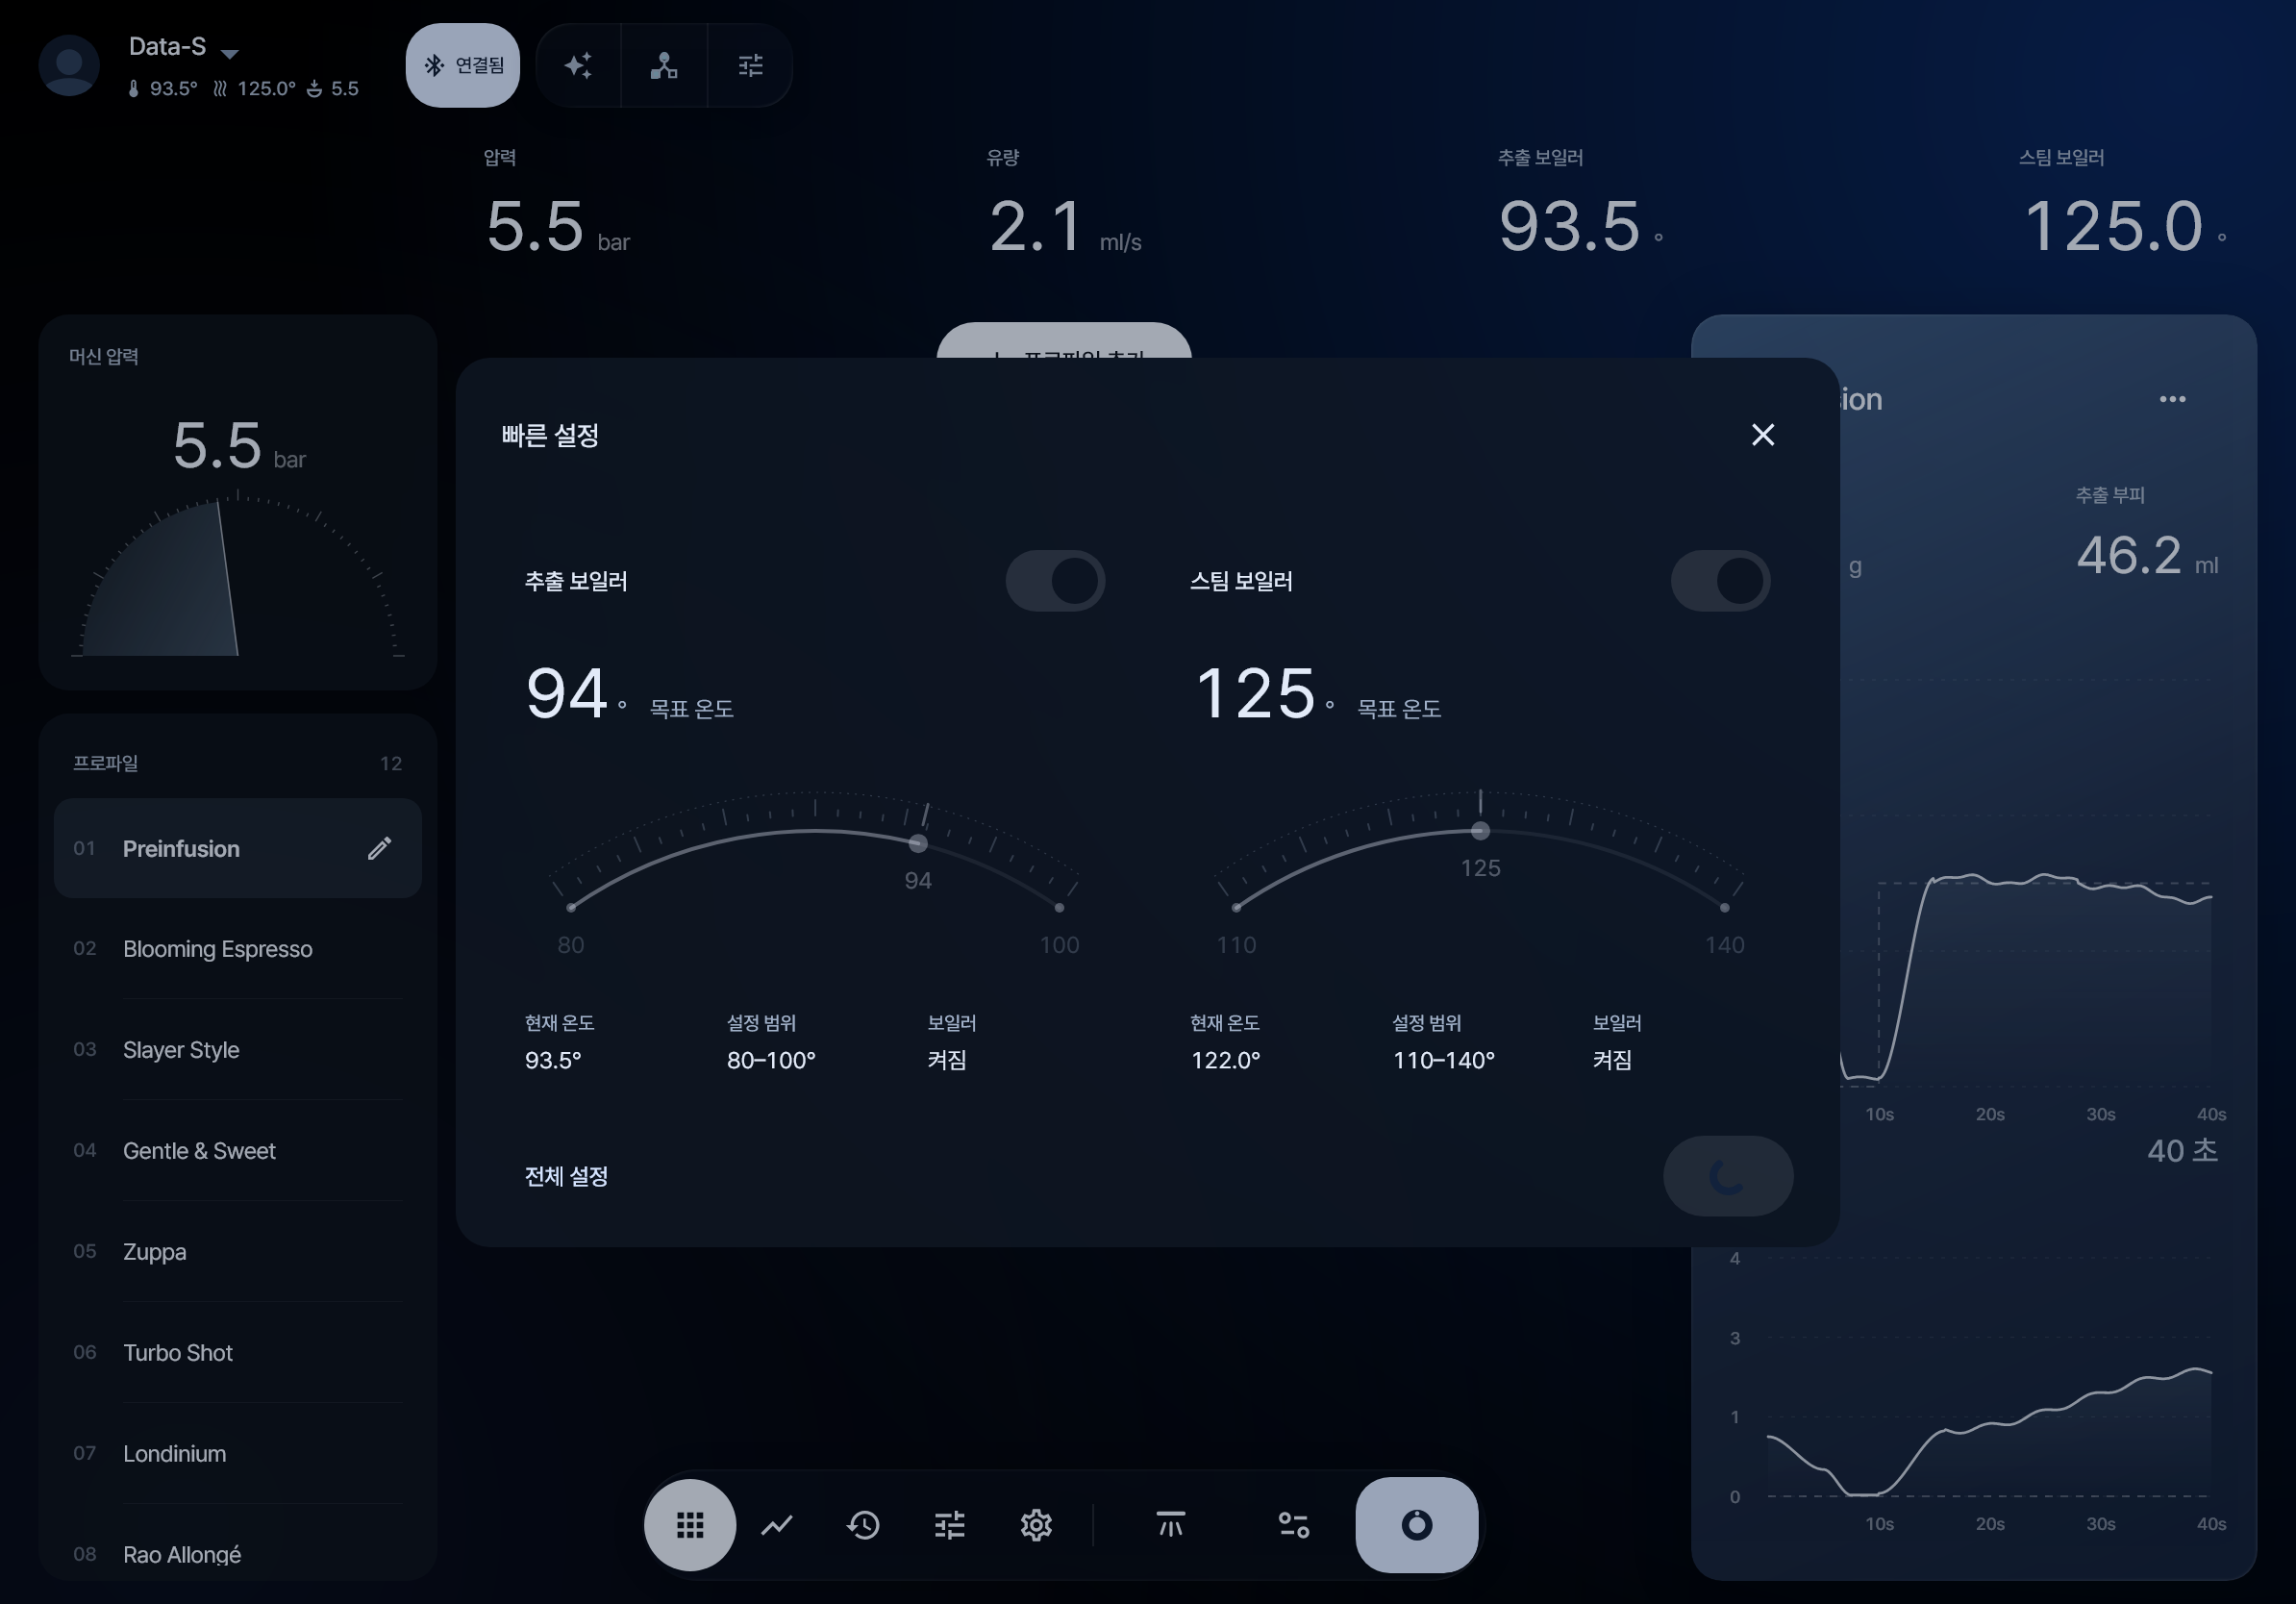 Data-S
93.5° 125.0° 5.5
연결됨
압력
5.5 bar
유량
2.1 ml/s
추출 보일러
93.5 °
스팀 보일러
125.0 °
머신 압력
5.5 bar
프로파일 12
01 Preinfusion
02 Blooming Espresso
03 Slayer Style
04 Gentle & Sweet
05 Zuppa
06 Turbo Shot
07 Londinium
08 Rao Allongé
빠른 설정
추출 보일러
94 ° 목표 온도
94
80 100
현재 온도 설정 범위 보일러
93.5° 80–100° 켜짐
스팀 보일러
125 ° 목표 온도
125
110 140
현재 온도 설정 범위 보일러
122.0° 110–140° 켜짐
전체 설정
sion
추출 부피
g
46.2 ml
10s 20s 30s 40s
40 초
4
3
1
0
10s 20s 30s 40s